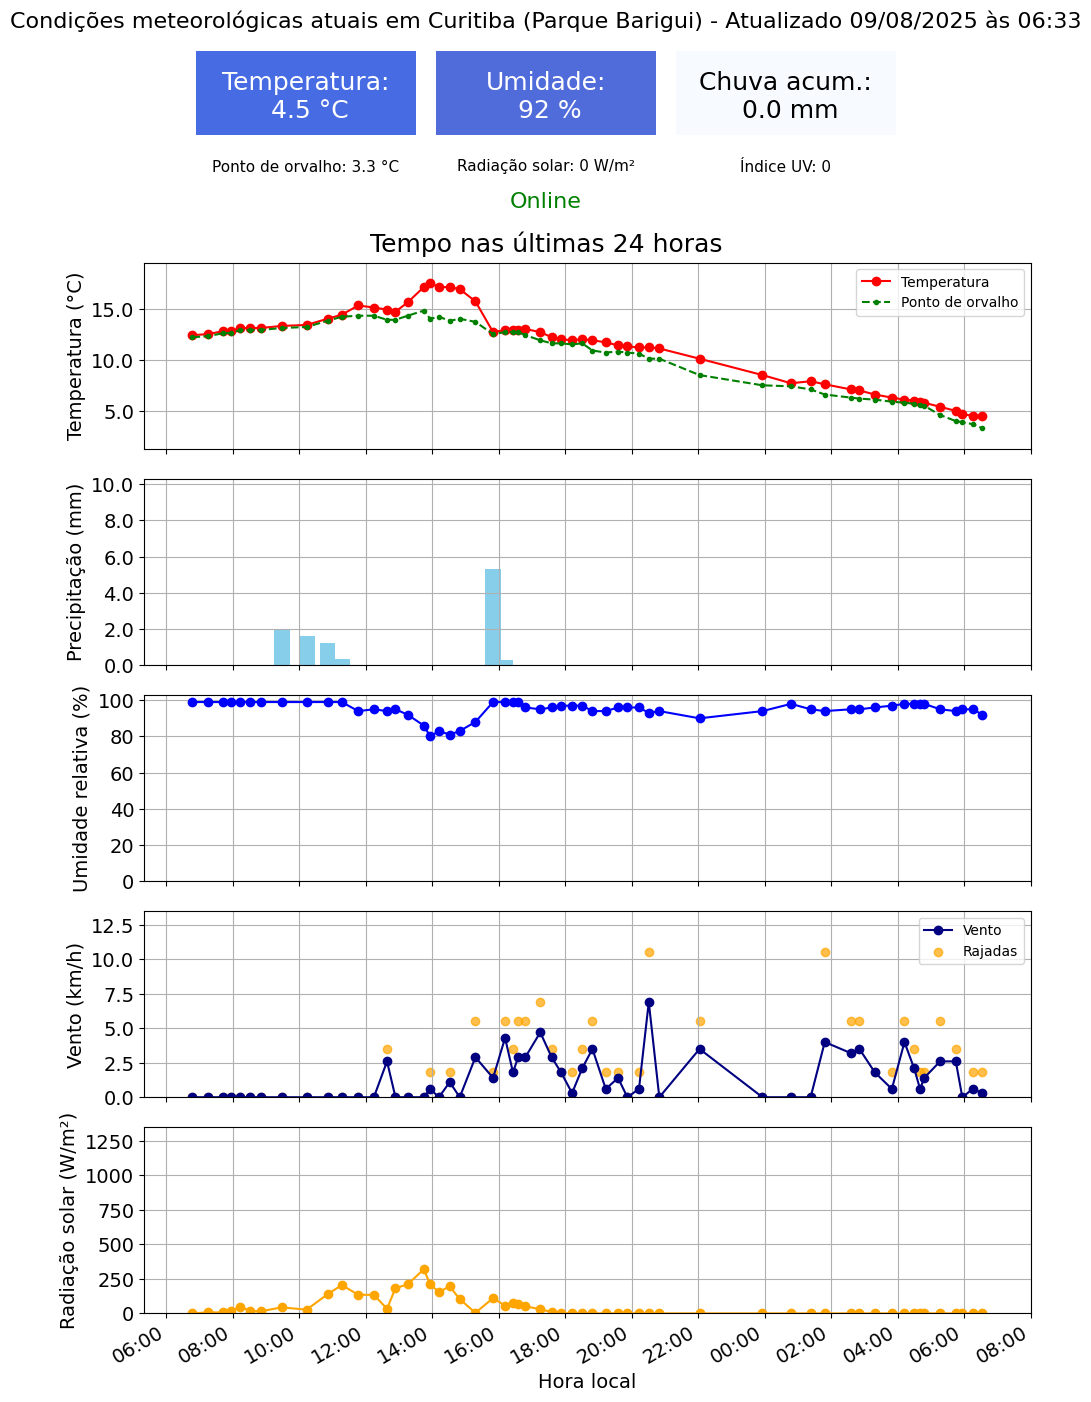 Condições meteorológicas atuais em Curitiba (Parque Barigui) - Atualizado 09/08/2025 às 06:33
Temperatura:
4.5 °C
Umidade:
92 %
Chuva acum.:
0.0 mm
Ponto de orvalho: 3.3 °C
Radiação solar: 0 W/m²
Índice UV: 0
Online
Tempo nas últimas 24 horas
Temperatura (°C)
15.0
10.0
5.0
Temperatura
Ponto de orvalho
Precipitação (mm)
10.0
8.0
6.0
4.0
2.0
0.0
Umidade relativa (%)
100
80
60
40
20
0
Vento (km/h)
12.5
10.0
7.5
5.0
2.5
0.0
Vento
Rajadas
Radiação solar (W/m²)
1250
1000
750
500
250
0
06:00
08:00
10:00
12:00
14:00
16:00
18:00
20:00
22:00
00:00
02:00
04:00
06:00
08:00
Hora local